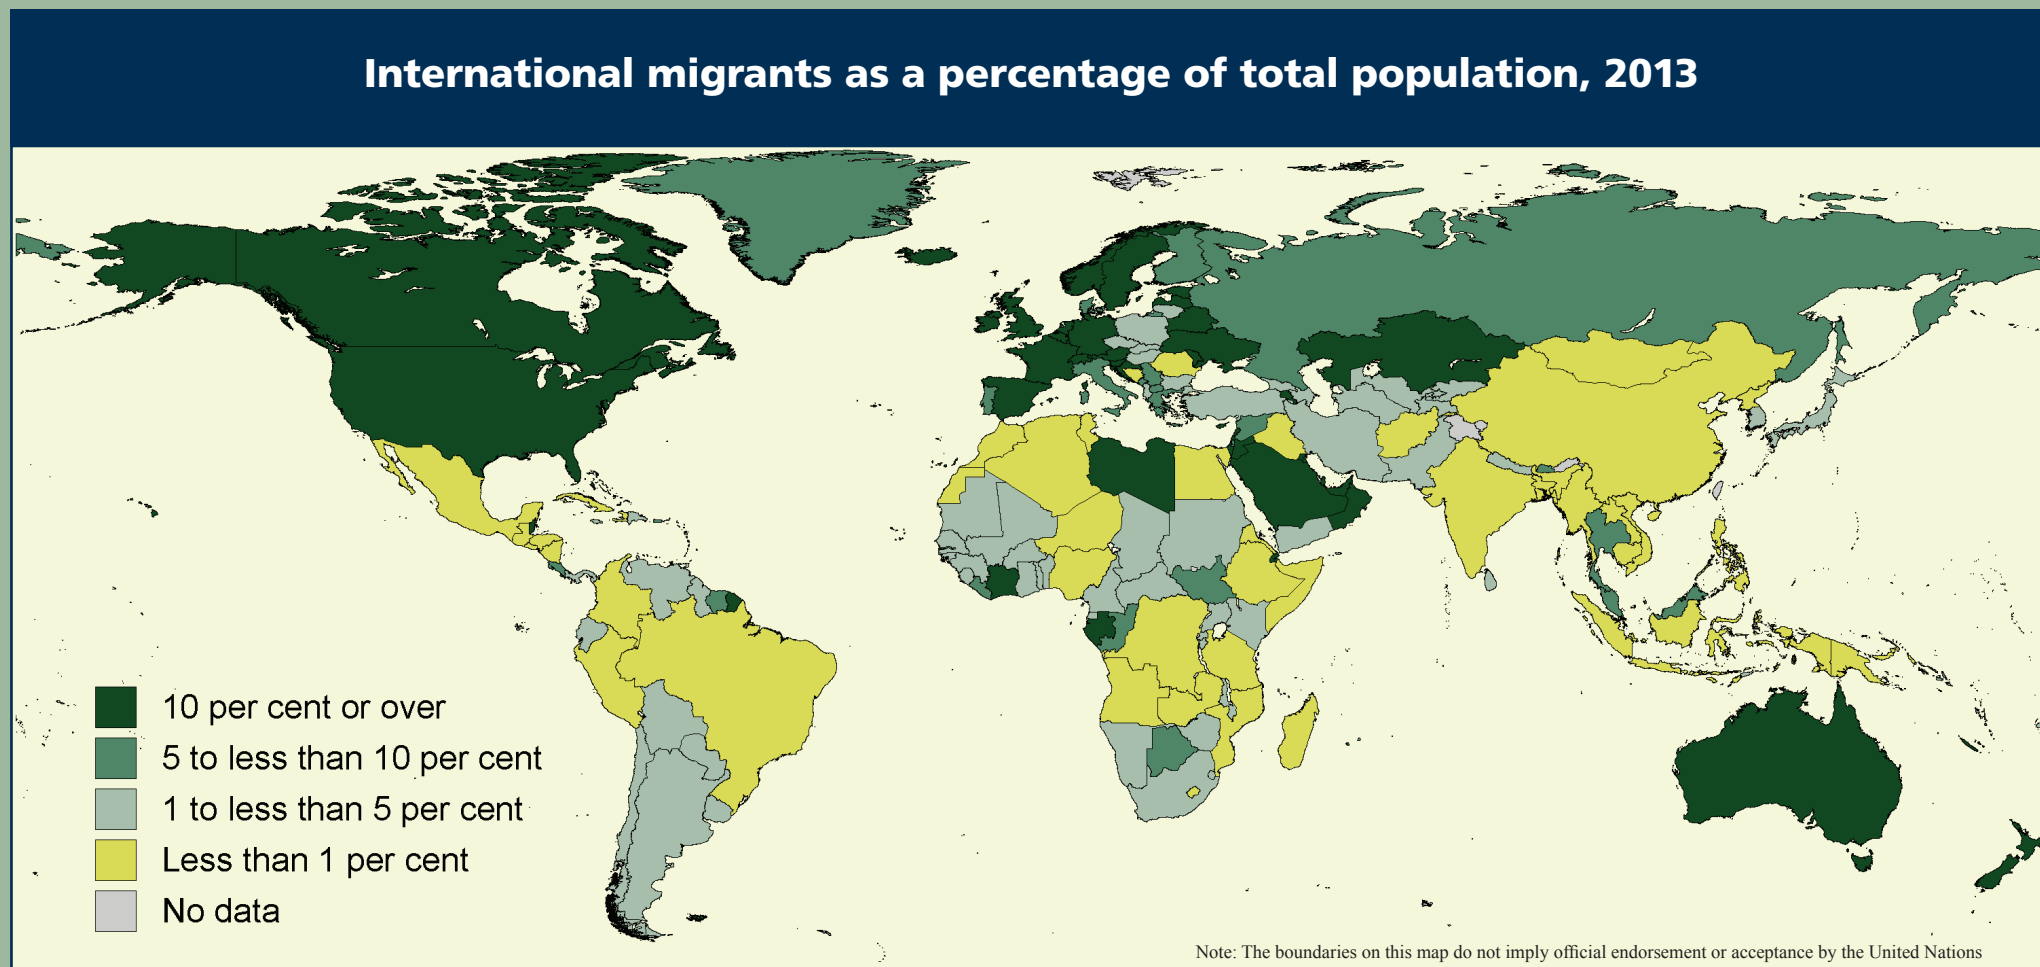 International migrants as a percentage of total population, 2013
10 per cent or over
5 to less than 10 per cent
1 to less than 5 per cent
Less than 1 per cent
No data
Note: The boundaries on this map do not imply official endorsement or acceptance by the United Nations